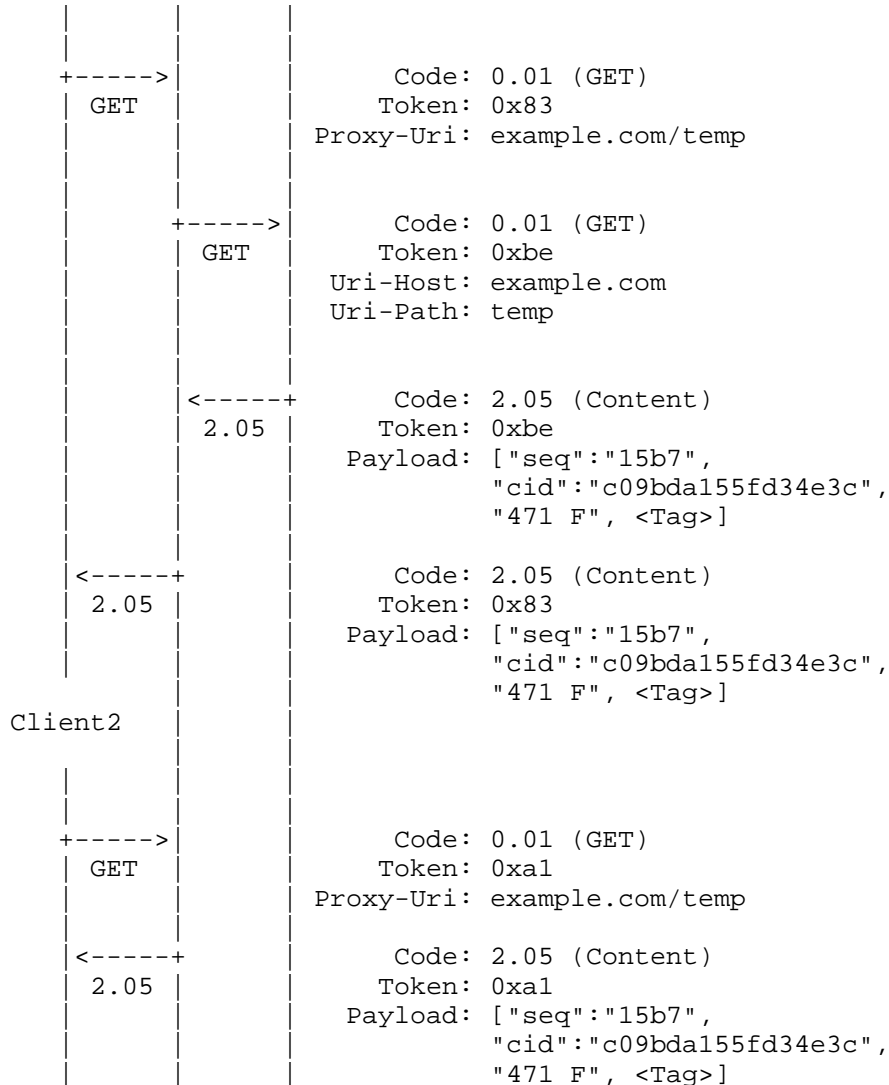 Code: 0.01 (GET)
GET Token: 0x83
Proxy-Uri: example.com/temp
Code: 0.01 (GET)
GET Token: 0xbe
Uri-Host: example.com
Uri-Path: temp
Code: 2.05 (Content)
2.05 Token: 0xbe
Payload: ["seq":"15b7",
"cid":"c09bda155fd34e3c",
"471 F", <Tag>]
Code: 2.05 (Content)
2.05 Token: 0x83
Payload: ["seq":"15b7",
"cid":"c09bda155fd34e3c",
"471 F", <Tag>]
Client2
Code: 0.01 (GET)
GET Token: 0xa1
Proxy-Uri: example.com/temp
Code: 2.05 (Content)
2.05 Token: 0xa1
Payload: ["seq":"15b7",
"cid":"c09bda155fd34e3c",
"471 F", <Tag>]